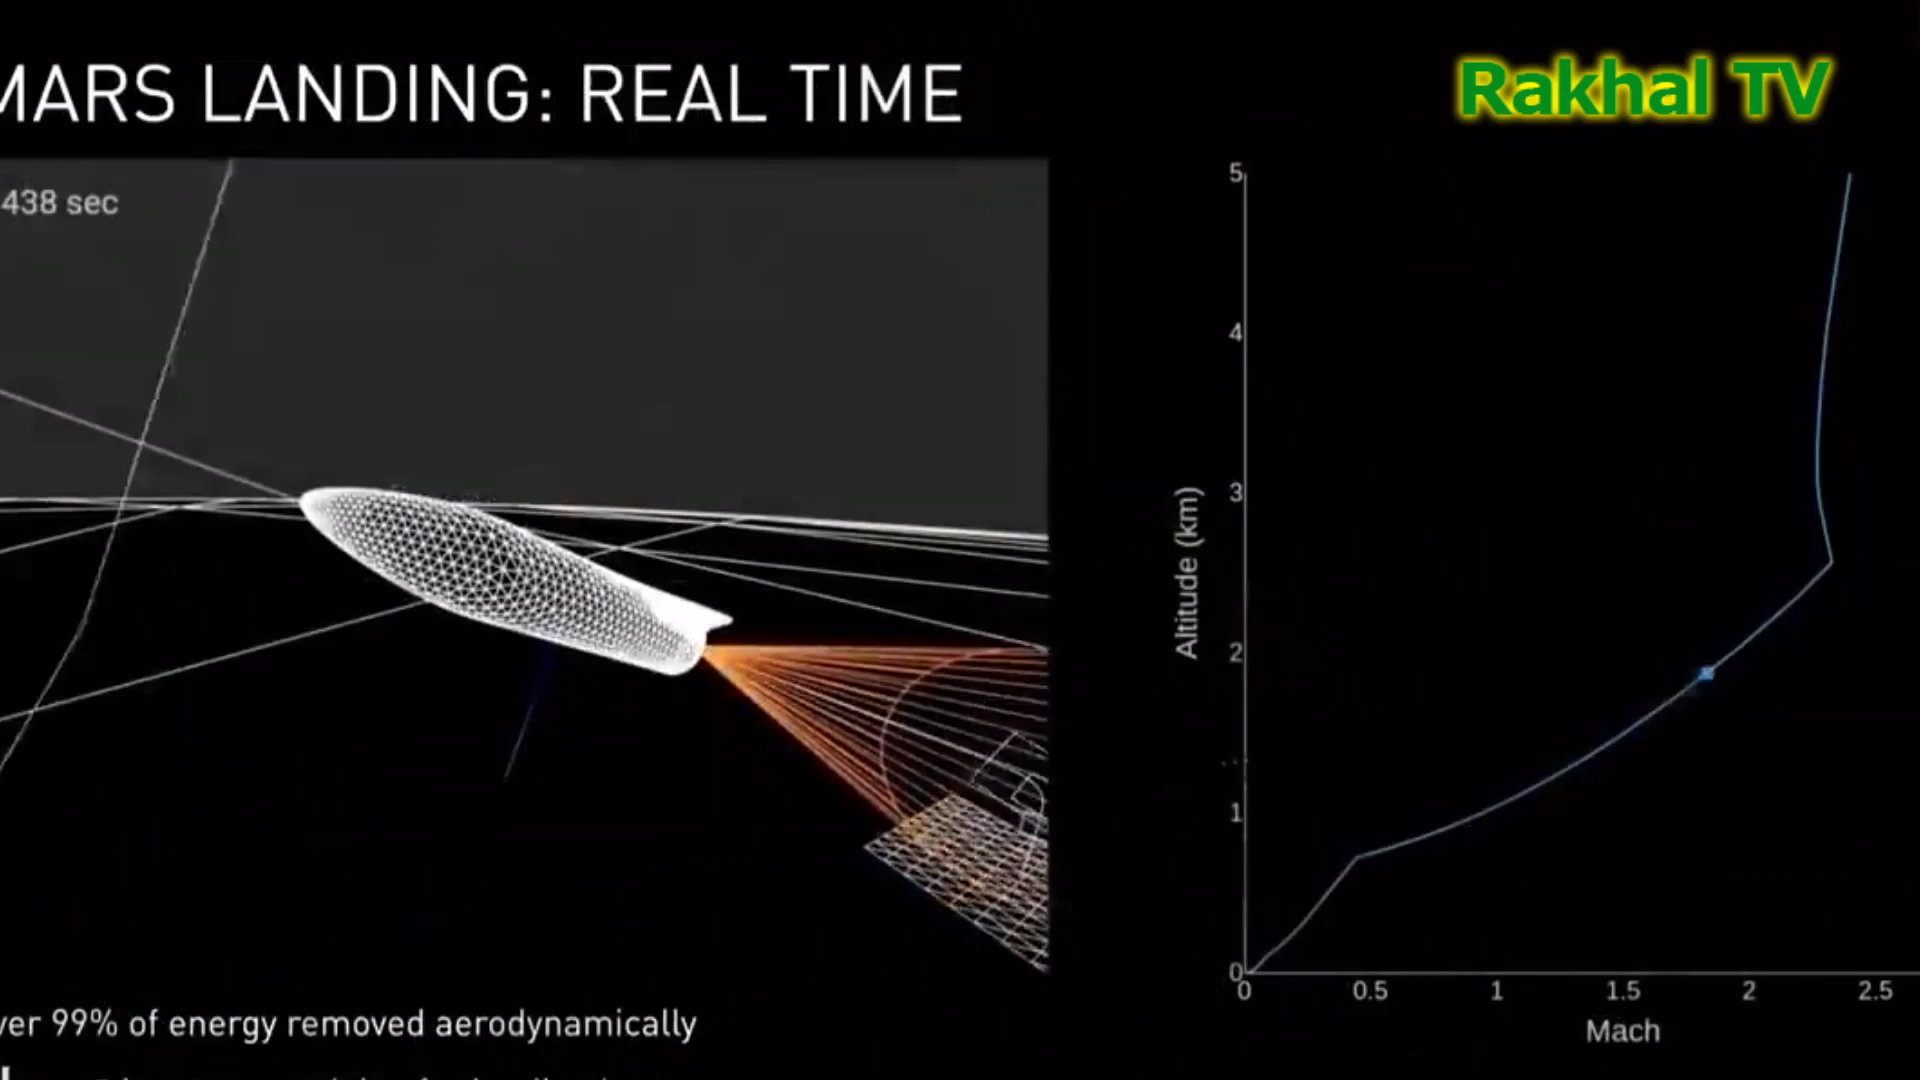 MARS LANDING: REAL TIME
Rakhal TV
438 sec
5
4
3
2
1
0
Altitude (km)
0 0.5 1 1.5 2 2.5
Mach
ver 99% of energy removed aerodynamically